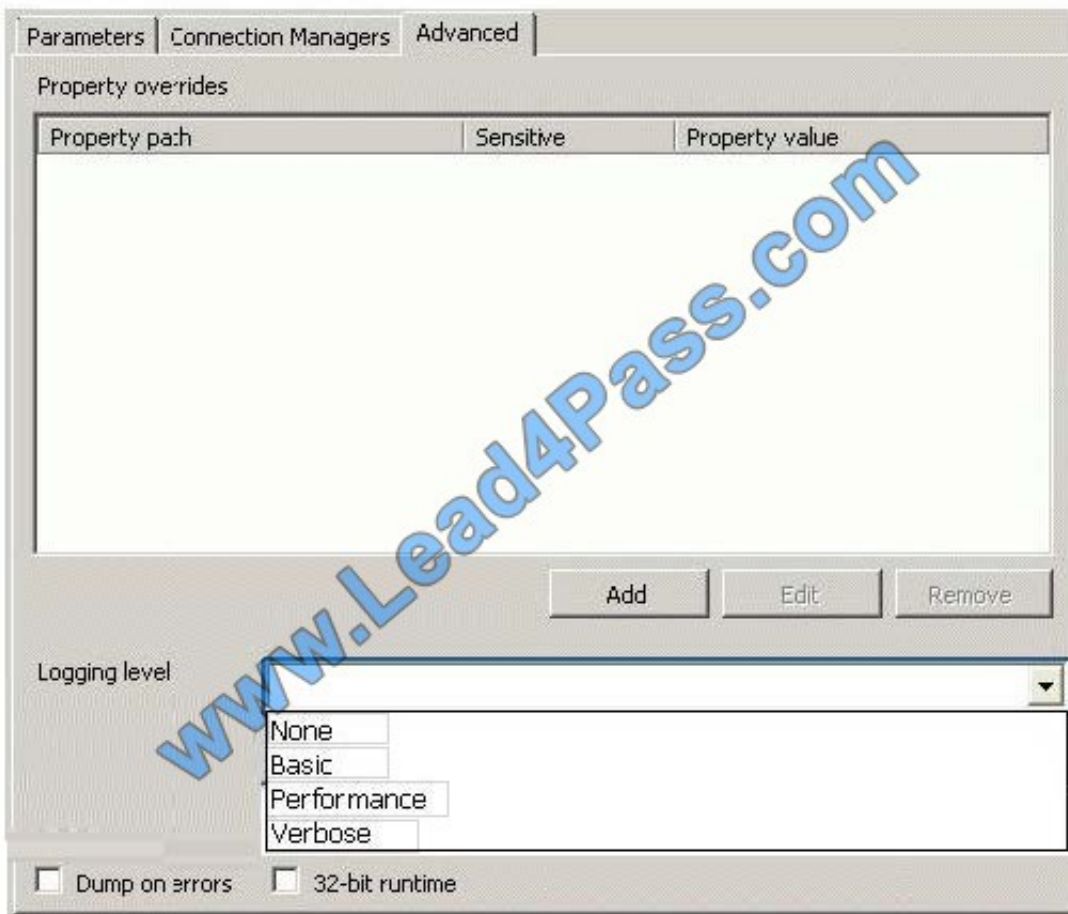 Parameters Connection Managers Advanced
Property overrides
Property path Sensitive Property value
www.Lead4Pass.com
Add Edit Remove
Logging level
None
Basic
Performance
Verbose
Dump on errors 32-bit runtime